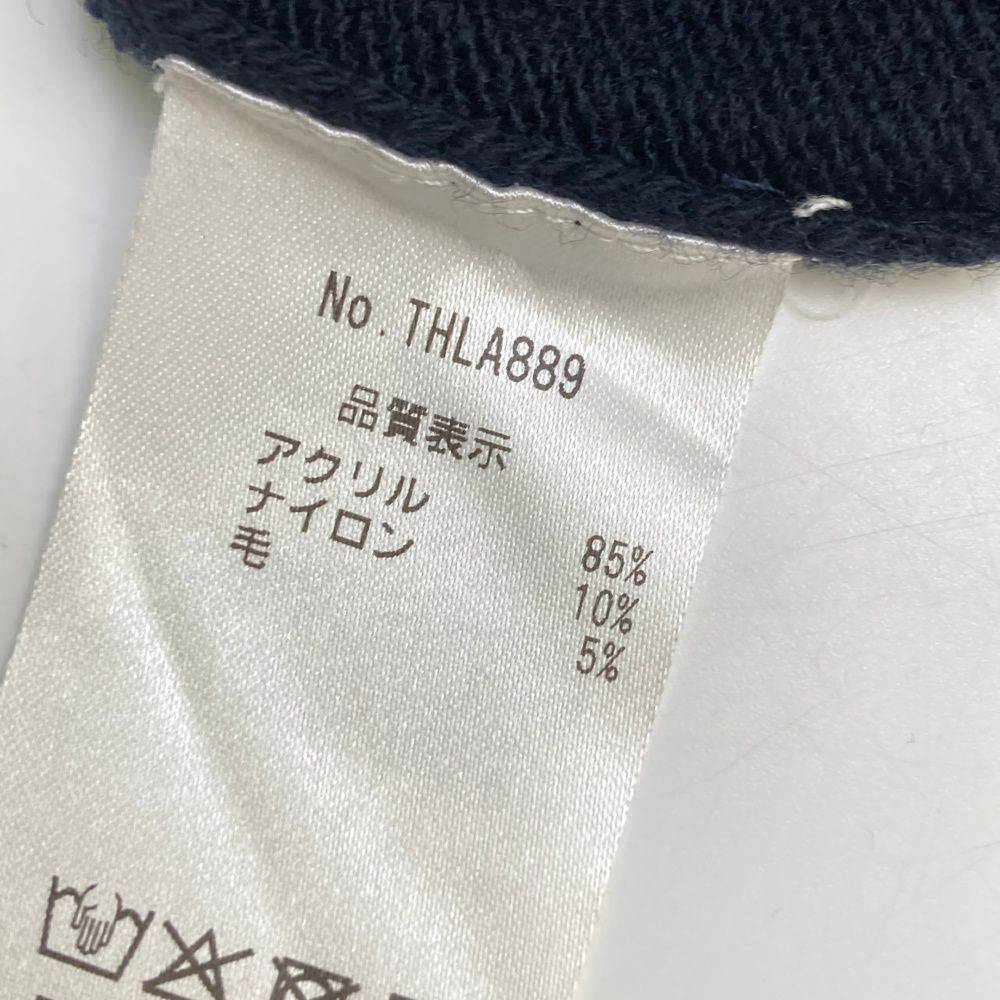 No.THLA889
品質表示
アクリル 85%
ナイロン 10%
毛 5%